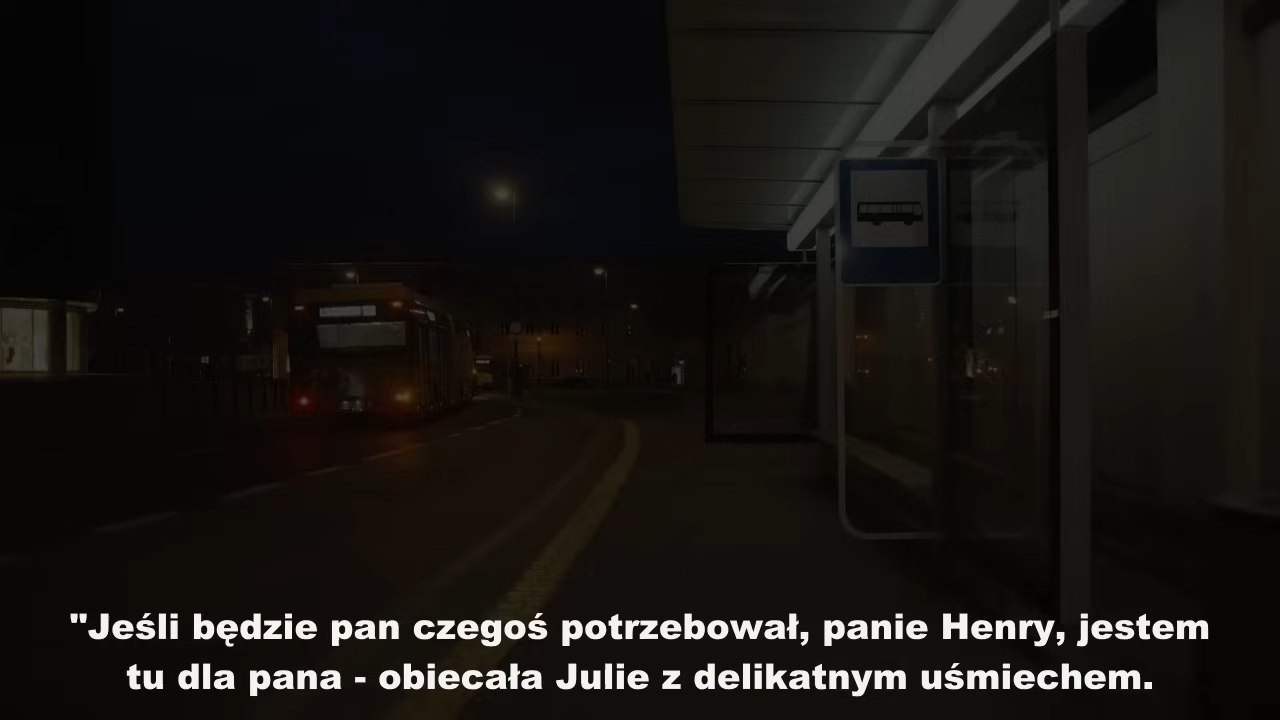 "Jeśli będzie pan czegoś potrzebował, panie Henry, jestem
tu dla pana - obiecała Julie z delikatnym uśmiechem.